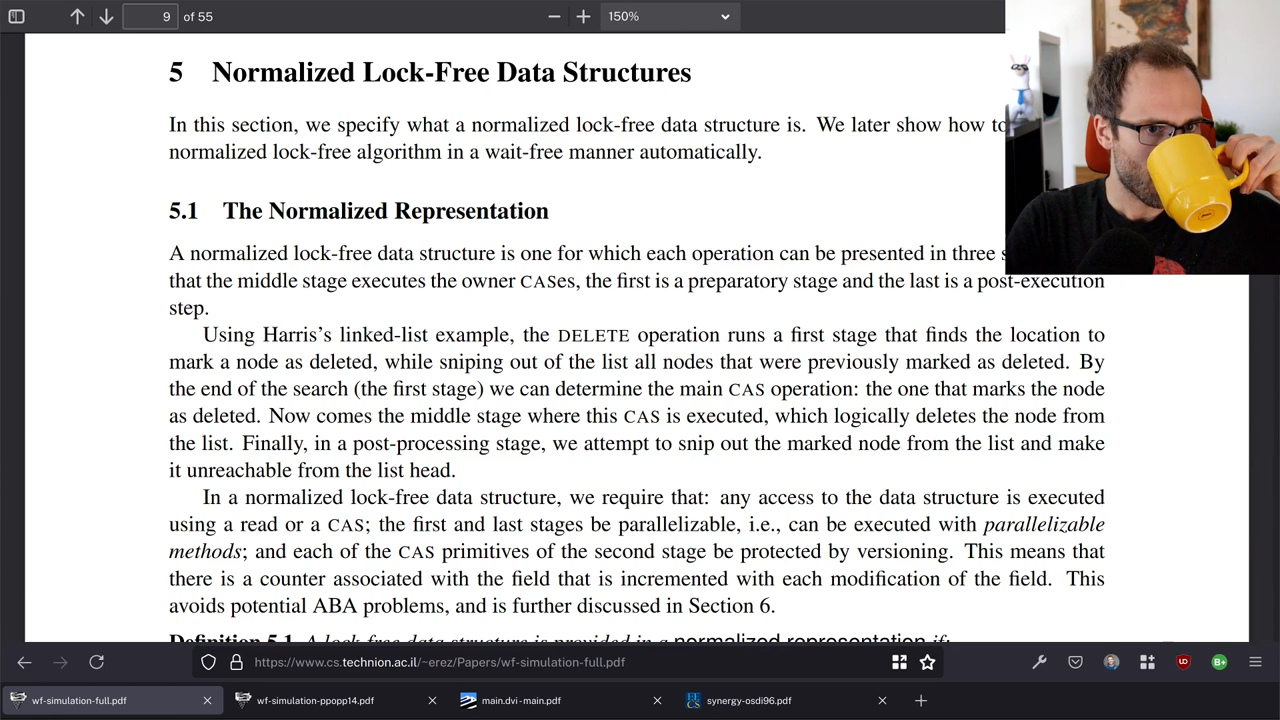 9 of 55
150%
5 Normalized Lock-Free Data Structures
In this section, we specify what a normalized lock-free data structure is. We later show how to
normalized lock-free algorithm in a wait-free manner automatically.
5.1 The Normalized Representation
A normalized lock-free data structure is one for which each operation can be presented in three
that the middle stage executes the owner CASes, the first is a preparatory stage and the last is a post-execution
step.
Using Harris's linked-list example, the DELETE operation runs a first stage that finds the location to
mark a node as deleted, while sniping out of the list all nodes that were previously marked as deleted. By
the end of the search (the first stage) we can determine the main CAS operation: the one that marks the node
as deleted. Now comes the middle stage where this CAS is executed, which logically deletes the node from
the list. Finally, in a post-processing stage, we attempt to snip out the marked node from the list and make
it unreachable from the list head.
In a normalized lock-free data structure, we require that: any access to the data structure is executed
using a read or a CAS; the first and last stages be parallelizable, i.e., can be executed with parallelizable
methods; and each of the CAS primitives of the second stage be protected by versioning. This means that
there is a counter associated with the field that is incremented with each modification of the field. This
avoids potential ABA problems, and is further discussed in Section 6.
Definition 5.1 A lock-free data structure is provided in a normalized representation if:
https://www.cs.technion.ac.il/~erez/Papers/wf-simulation-full.pdf
wf-simulation-full.pdf wf-simulation-ppopp14.pdf main.dvi - main.pdf synergy-osdi96.pdf